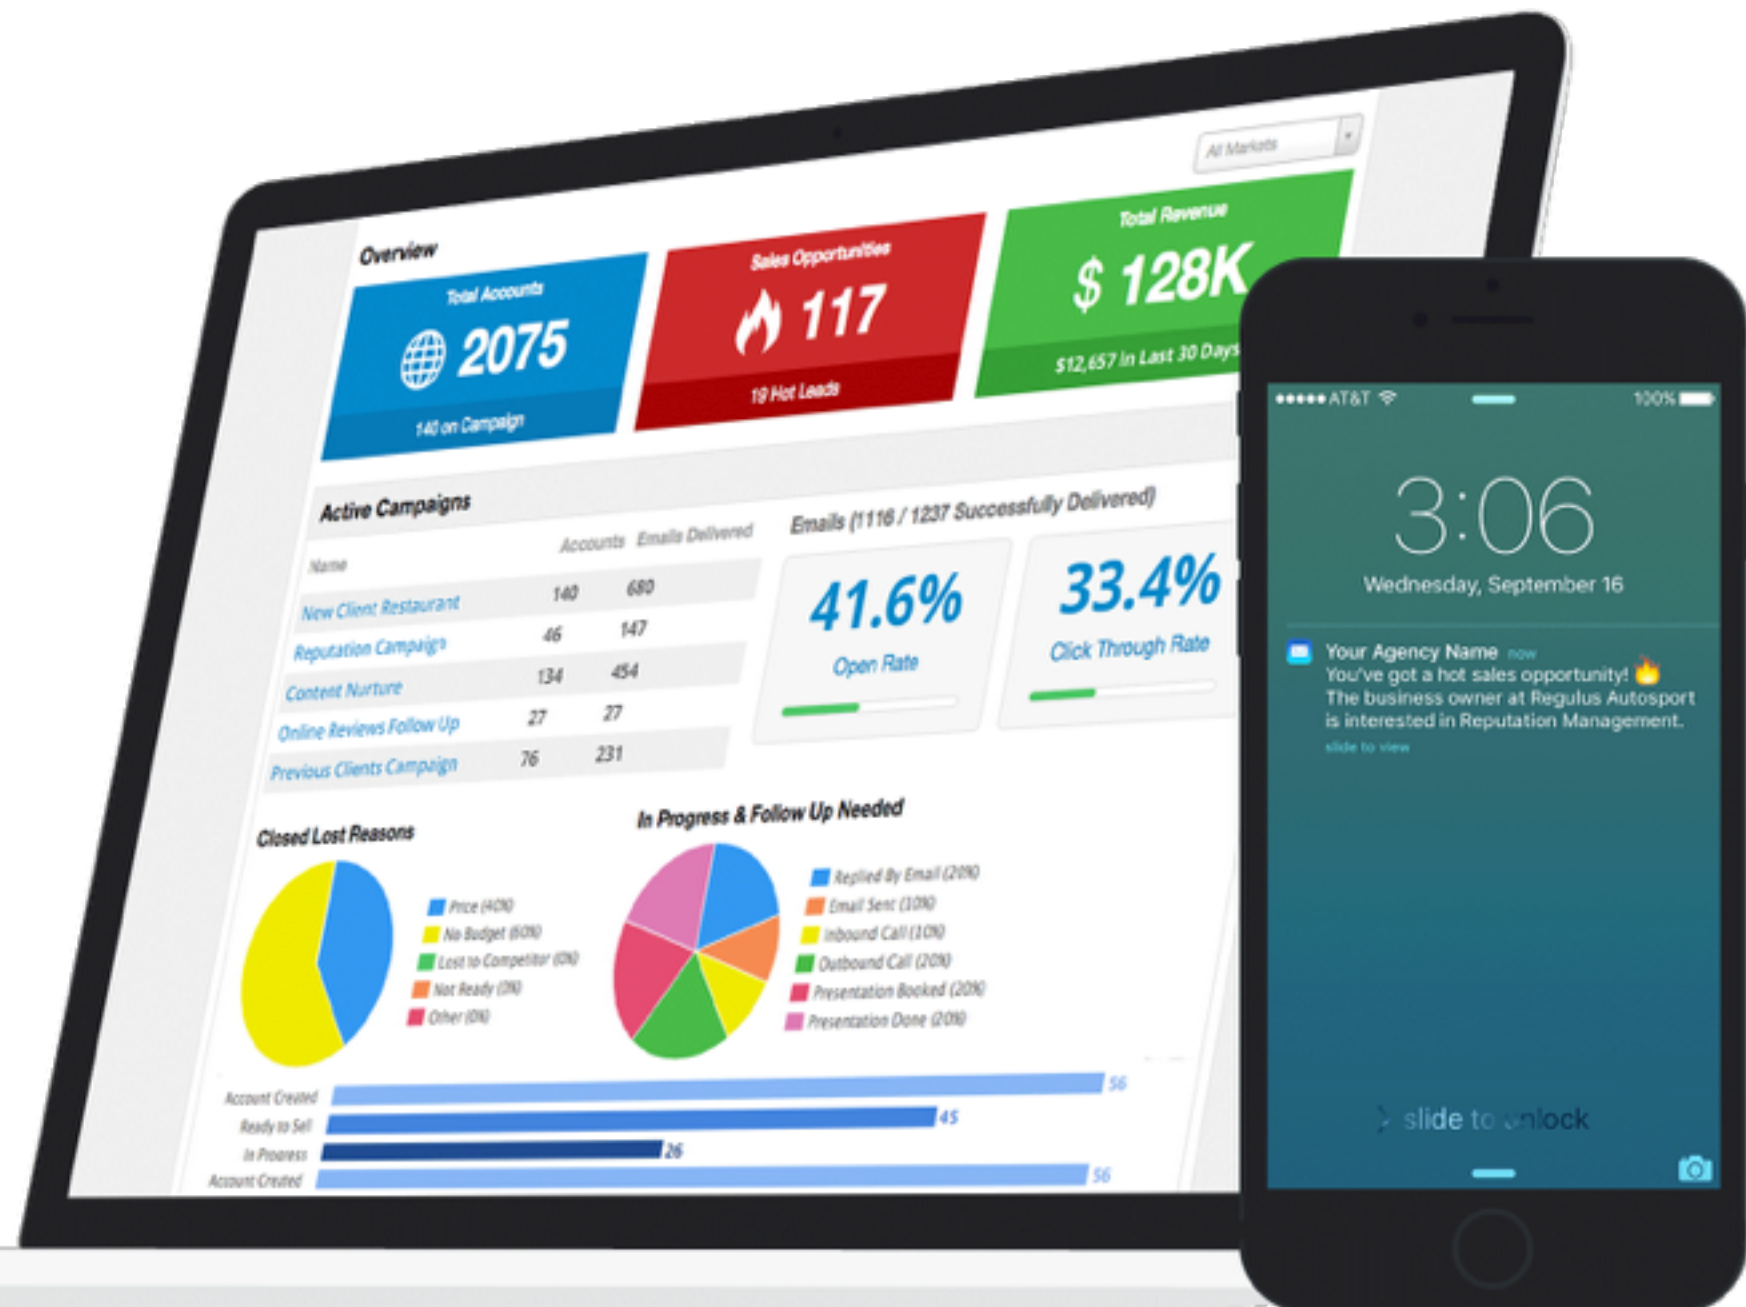 All Markets
Overview
Total Accounts
2075
140 on Campaign
Sales Opportunities
117
19 Hot Leads
Total Revenue
$ 128K
$12,657 in Last 30 Days
Active Campaigns
Name Accounts Emails Delivered
New Client Restaurant 140 680
Reputation Campaign 46 147
Content Nurture 134 454
Online Reviews Follow Up 27 27
Previous Clients Campaign 76 231
Emails (1116 / 1237 Successfully Delivered)
41.6%
Open Rate
33.4%
Click Through Rate
Closed Lost Reasons
Price (40%)
No Budget (60%)
Lost to Competitor (0%)
Not Ready (0%)
Other (0%)
In Progress & Follow Up Needed
Replied By Email (20%)
Email Sent (10%)
Inbound Call (10%)
Outbound Call (20%)
Presentation Booked (20%)
Presentation Done (20%)
Account Created 56
Ready to Sell 45
In Progress 26
Account Created 56
AT&T 100%
3:06
Wednesday, September 16
Your Agency Name now
You've got a hot sales opportunity! 🔥
The business owner at Regulus Autosport
is interested in Reputation Management.
slide to view
slide to unlock